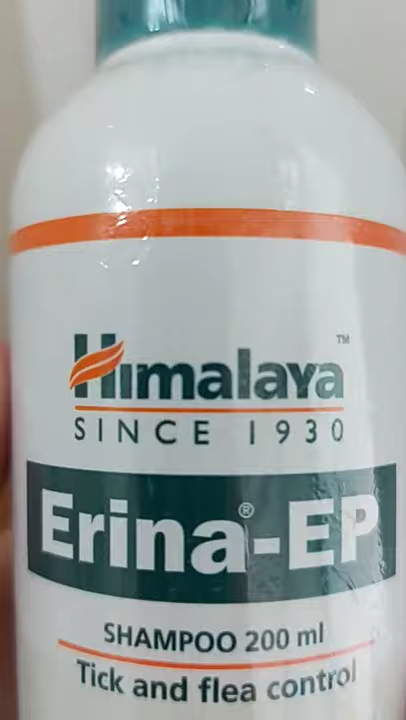 Himalaya™
SINCE 1930
Erina®-EP
SHAMPOO 200 ml
Tick and flea control